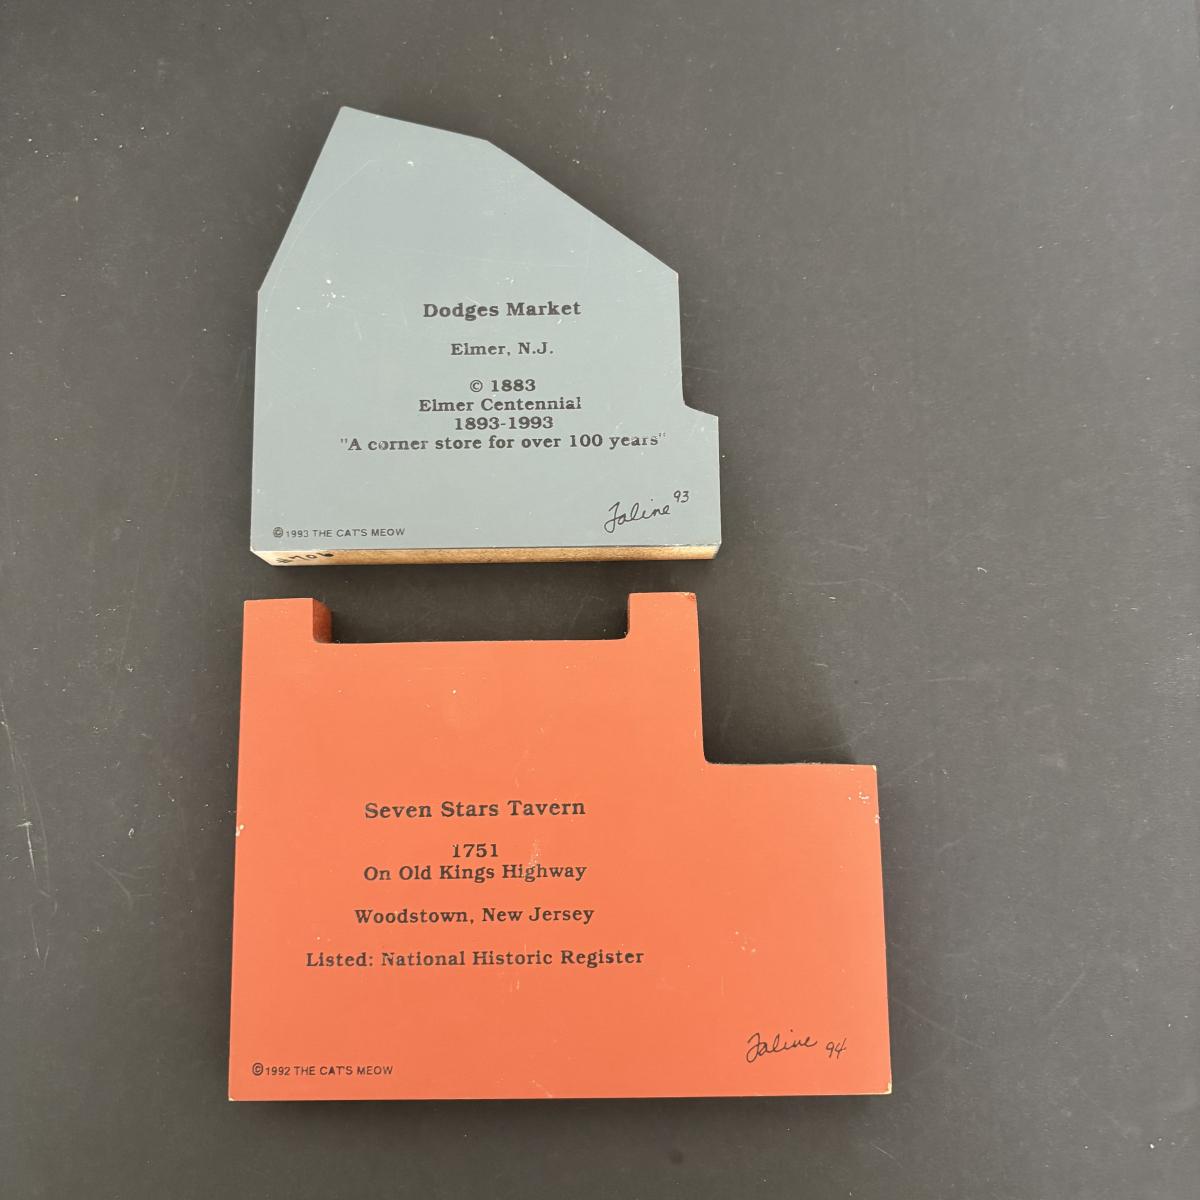 Dodges Market
Elmer, N.J.
© 1883
Elmer Centennial
1893-1993
"A corner store for over 100 years"
Faline 93
© 1993 THE CAT'S MEOW
Seven Stars Tavern
1751
On Old Kings Highway
Woodstown, New Jersey
Listed: National Historic Register
Faline 94
© 1992 THE CAT'S MEOW